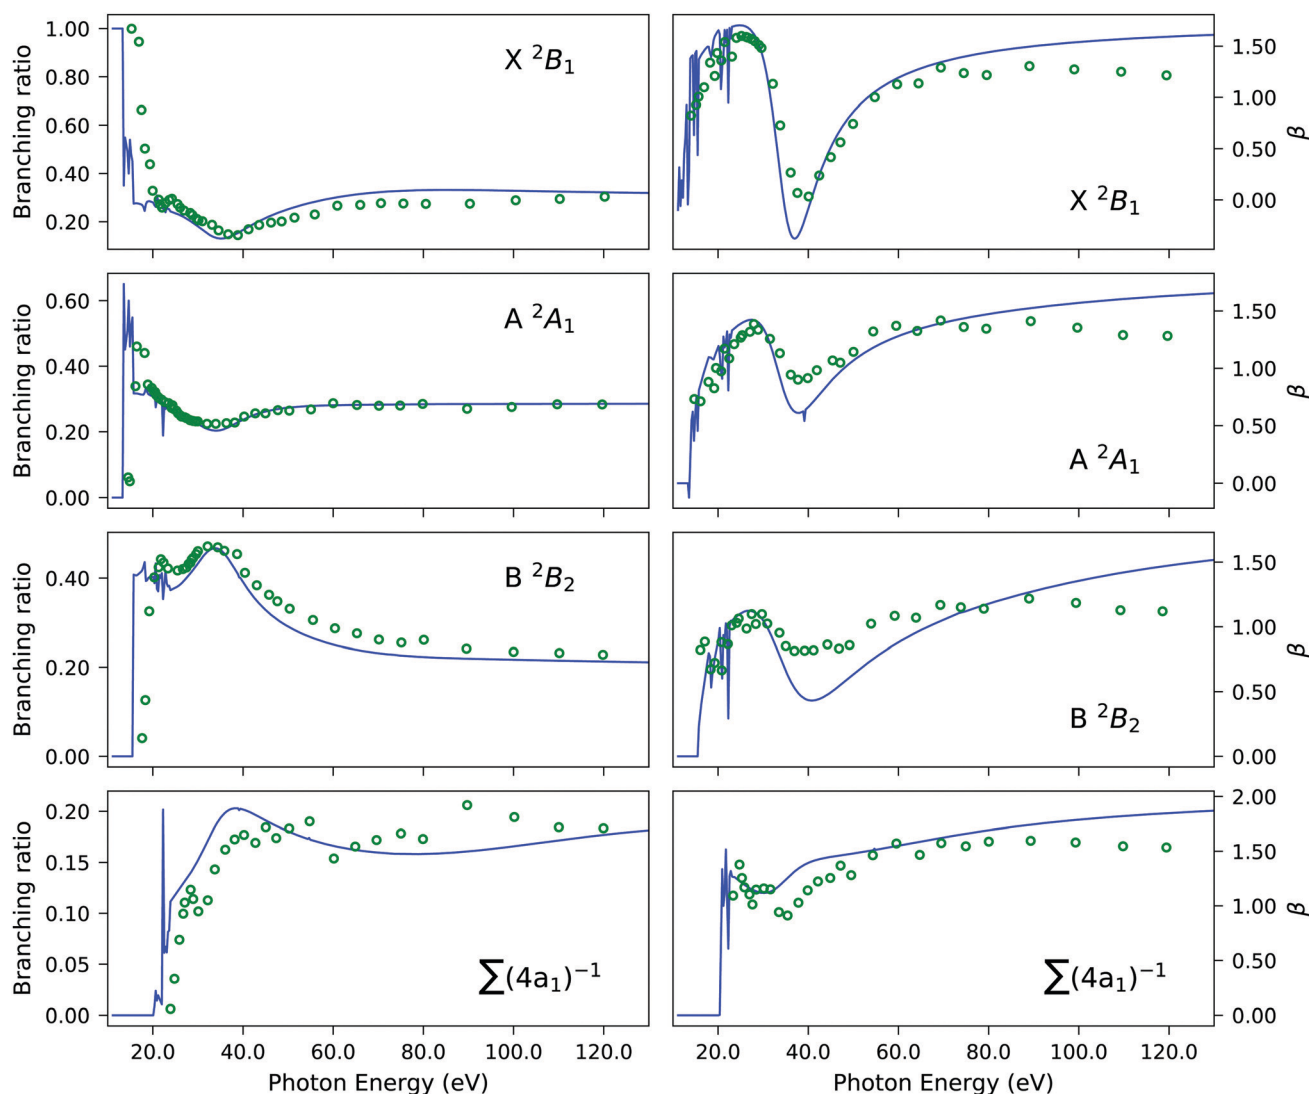 Branching ratio
1.00
0.80
0.60
0.40
0.20
X ²B₁
1.50
1.00
0.50
0.00
β
X ²B₁
Branching ratio
0.60
0.40
0.20
0.00
A ²A₁
1.50
1.00
0.50
0.00
β
A ²A₁
Branching ratio
0.40
0.20
0.00
B ²B₂
1.50
1.00
0.50
0.00
β
B ²B₂
Branching ratio
0.20
0.15
0.10
0.05
0.00
∑(4a₁)⁻¹
2.00
1.50
1.00
0.50
0.00
β
∑(4a₁)⁻¹
20.0 40.0 60.0 80.0 100.0 120.0
Photon Energy (eV)
20.0 40.0 60.0 80.0 100.0 120.0
Photon Energy (eV)